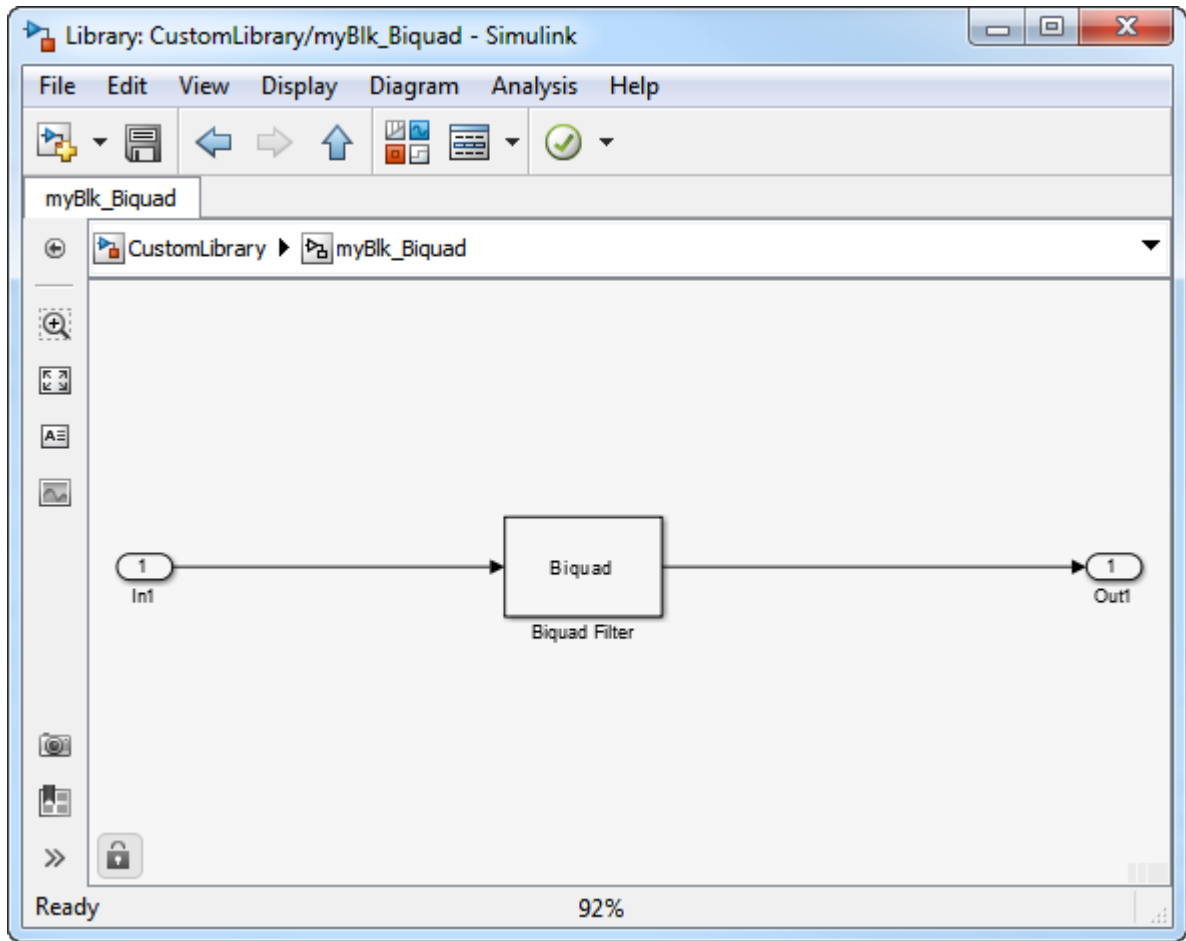 Library: CustomLibrary/myBlk_Biquad - Simulink
File Edit View Display Diagram Analysis Help
myBlk_Biquad
CustomLibrary myBlk_Biquad
1
In1
Biquad
Biquad Filter
1
Out1
Ready 92%